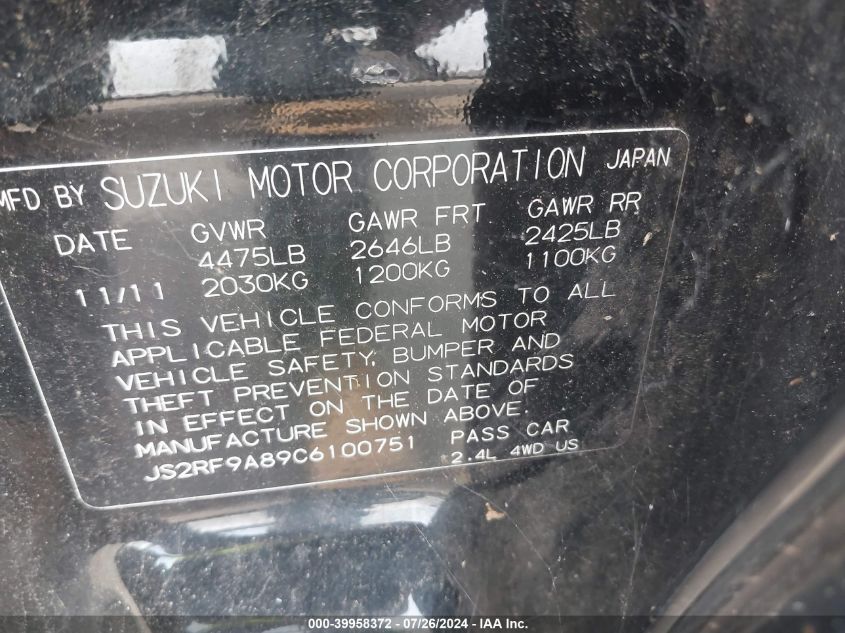 MFD BY SUZUKI MOTOR CORPORATION JAPAN
DATE GVWR GAWR FRT. GAWR RR
4475LB 2646LB 2425LB
11/11 2030KG 1200KG 1100KG
THIS VEHICLE CONFORMS TO ALL
APPLICABLE FEDERAL MOTOR
VEHICLE SAFETY, BUMPER AND
THEFT PREVENTION STANDARDS
IN EFFECT ON THE DATE OF
MANUFACTURE SHOWN ABOVE.
JS2RF9A89C6100751 PASS CAR
2.4L 4WD US
000-39958372 - 07/26/2024 - IAA Inc.